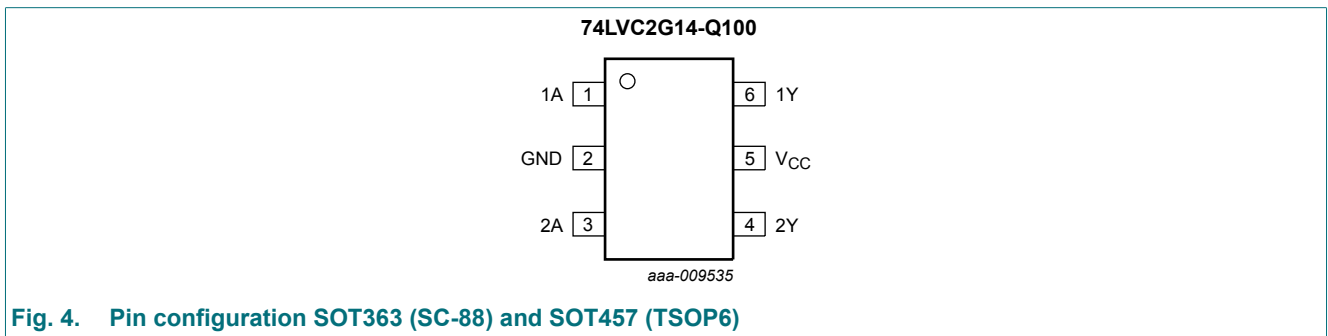 74LVC2G14-Q100
1A 1 6 1Y
GND 2 5 VCC
2A 3 4 2Y
aaa-009535
Fig. 4. Pin configuration SOT363 (SC-88) and SOT457 (TSOP6)